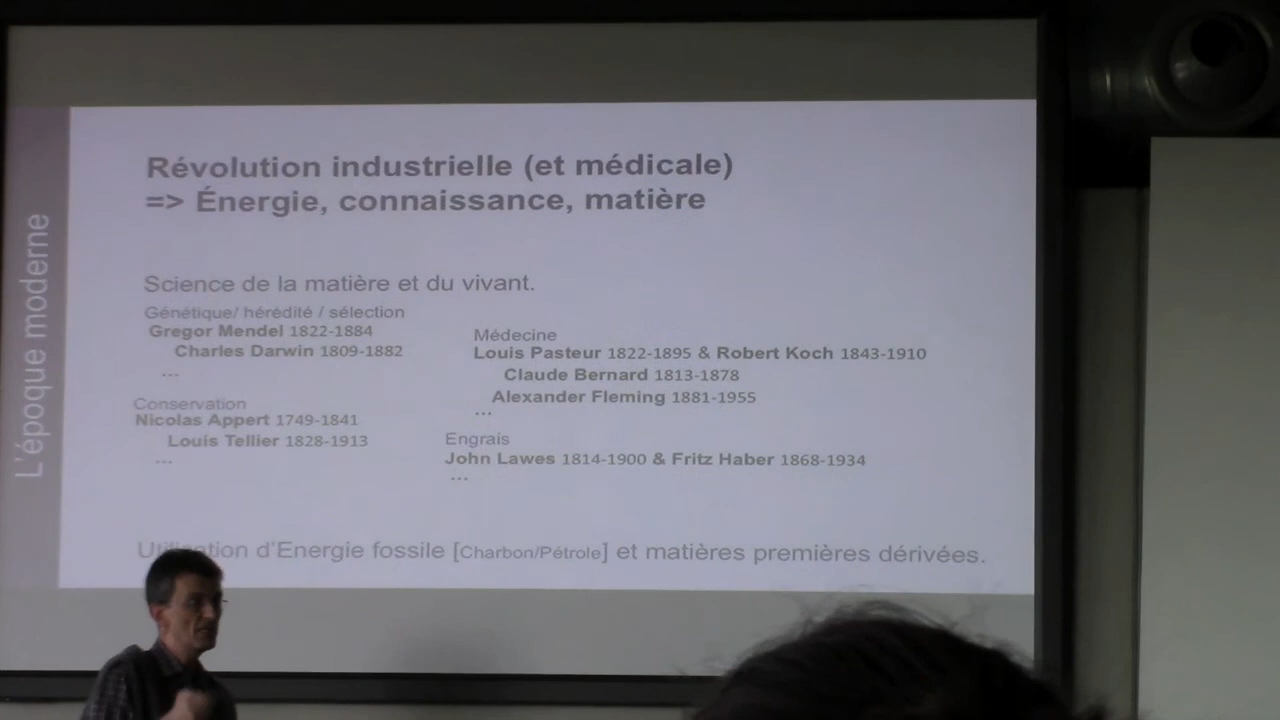 L'époque moderne
Révolution industrielle (et médicale)
=> Énergie, connaissance, matière
Science de la matière et du vivant.
Génétique/ hérédité / sélection
Gregor Mendel 1822-1884
Charles Darwin 1809-1882
...
Conservation
Nicolas Appert 1749-1841
Louis Tellier 1828-1913
...
Médecine
Louis Pasteur 1822-1895 & Robert Koch 1843-1910
Claude Bernard 1813-1878
Alexander Fleming 1881-1955
...
Engrais
John Lawes 1814-1900 & Fritz Haber 1868-1934
...
Utilisation d'Energie fossile [Charbon/Pétrole] et matières premières dérivées.